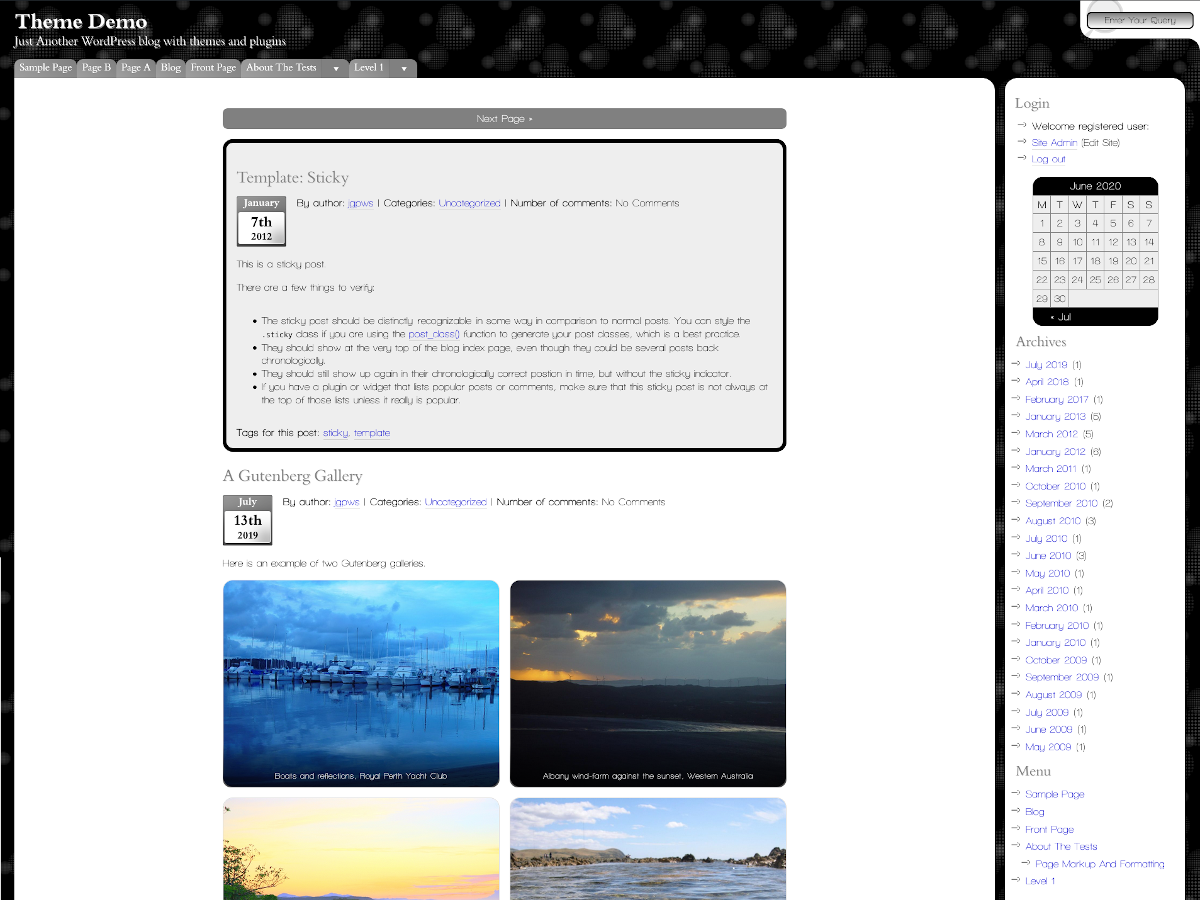 Theme Demo
Just Another WordPress blog with themes and plugins
Enter Your Query
Sample Page Page B Page A Blog Front Page About The Tests Level 1
Next Page »
Template: Sticky
January
7th
2012
By author: jgpws | Categories: Uncategorized | Number of comments: No Comments
This is a sticky post.
There are a few things to verify:
The sticky post should be distinctly recognizable in some way in comparison to normal posts. You can style the
.sticky class if you are using the post_class() function to generate your post classes, which is a best practice.
They should show at the very top of the blog index page, even though they could be several posts back
chronologically.
They should still show up again in their chronologically correct postion in time, but without the sticky indicator.
If you have a plugin or widget that lists popular posts or comments, make sure that this sticky post is not always at
the top of those lists unless it really is popular.
Tags for this post: sticky, template
A Gutenberg Gallery
July
13th
2019
By author: jgpws | Categories: Uncategorized | Number of comments: No Comments
Here is an example of two Gutenberg galleries.
Boats and reflections, Royal Perth Yacht Club
Albany wind-farm against the sunset, Western Australia
Login
Welcome registered user:
Site Admin (Edit Site)
Log out
June 2020
M T W T F S S
1 2 3 4 5 6 7
8 9 10 11 12 13 14
15 16 17 18 19 20 21
22 23 24 25 26 27 28
29 30
« Jul
Archives
July 2019 (1)
April 2018 (1)
February 2017 (1)
January 2013 (5)
March 2012 (5)
January 2012 (6)
March 2011 (1)
October 2010 (1)
September 2010 (2)
August 2010 (3)
July 2010 (1)
June 2010 (3)
May 2010 (1)
April 2010 (1)
March 2010 (1)
February 2010 (1)
January 2010 (1)
October 2009 (1)
September 2009 (1)
August 2009 (1)
July 2009 (1)
June 2009 (1)
May 2009 (1)
Menu
Sample Page
Blog
Front Page
About The Tests
Page Markup And Formatting
Level 1